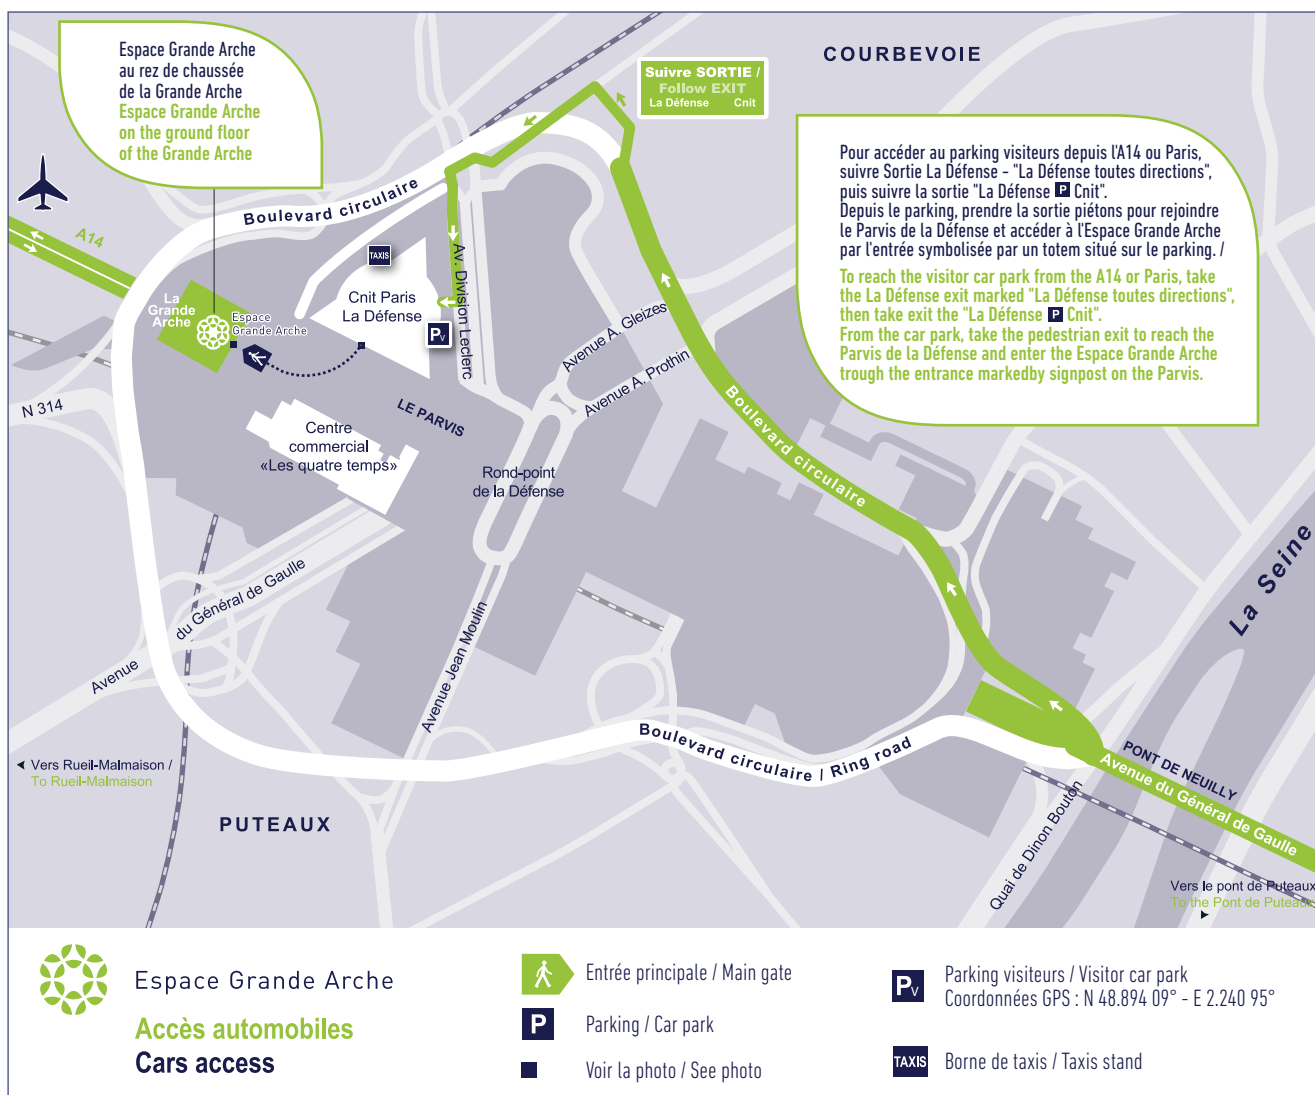 Espace Grande Arche
au rez de chaussée
de la Grande Arche
Espace Grande Arche
on the ground floor
of the Grande Arche
COURBEVOIE
Suivre SORTIE /
Follow EXIT
La Défense Cnit
Pour accéder au parking visiteurs depuis l'A14 ou Paris,
suivre Sortie La Défense - "La Défense toutes directions",
puis suivre la sortie "La Défense P Cnit".
Depuis le parking, prendre la sortie piétons pour rejoindre
le Parvis de la Défense et accéder à l'Espace Grande Arche
par l'entrée symbolisée par un totem situé sur le parking. /
To reach the visitor car park from the A14 or Paris, take
the La Défense exit marked "La Défense toutes directions",
then take exit the "La Défense P Cnit".
From the car park, take the pedestrian exit to reach the
Parvis de la Défense and enter the Espace Grande Arche
trough the entrance markedby signpost on the Parvis.
Boulevard circulaire
A14
TAXIS
Av. Division Leclerc
La
Grande
Arche
Espace
Grande Arche
Cnit Paris
La Défense
Pv
Avenue A. Gleizes
Avenue A. Prothin
N 314
LE PARVIS
Centre
commercial
«Les quatre temps»
Rond-point
de la Défense
Boulevard circulaire
La Seine
Avenue du Général de Gaulle
Avenue Jean Moulin
Boulevard circulaire / Ring road
PONT DE NEUILLY
Avenue du Général de Gaulle
Quai de Dinon Bouton
Vers Rueil-Malmaison /
To Rueil-Malmaison
PUTEAUX
Vers le pont de Puteaux
To the Pont de Puteaux
Espace Grande Arche
Accès automobiles
Cars access
Entrée principale / Main gate
P Parking / Car park
Voir la photo / See photo
Pv Parking visiteurs / Visitor car park
Coordonnées GPS : N 48.894 09° - E 2.240 95°
TAXIS Borne de taxis / Taxis stand